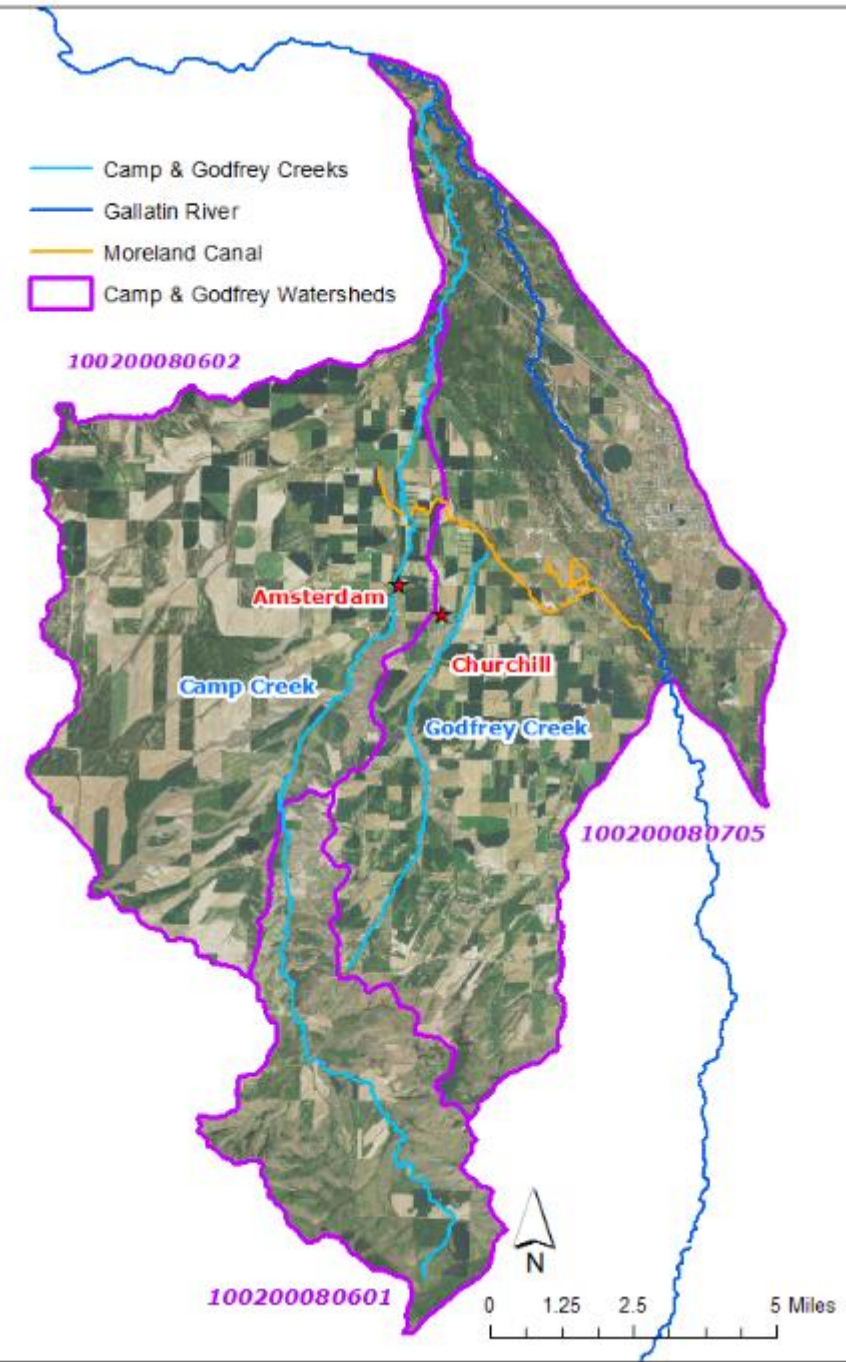 Camp & Godfrey Creeks
Gallatin River
Moreland Canal
Camp & Godfrey Watersheds
100200080602
Amsterdam
Churchill
Camp Creek
Godfrey Creek
100200080705
100200080601
N
0 1.25 2.5 5 Miles